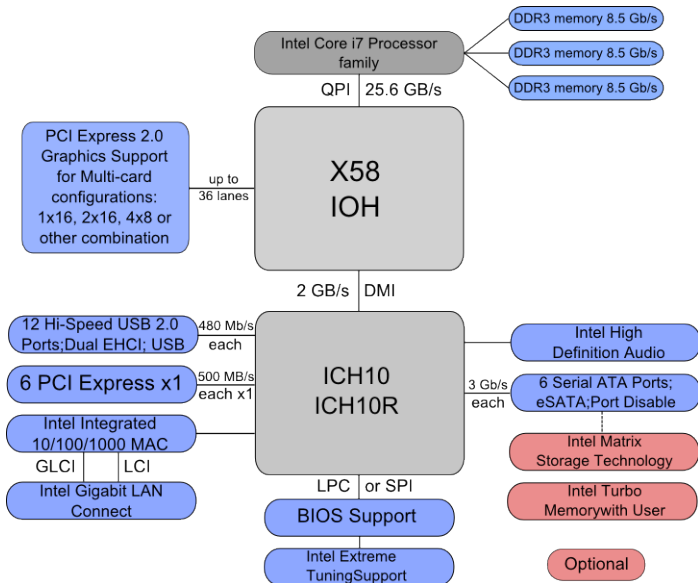 DDR3 memory 8.5 Gb/s
Intel Core i7 Processor
family
DDR3 memory 8.5 Gb/s
DDR3 memory 8.5 Gb/s
QPI 25.6 GB/s
PCI Express 2.0
Graphics Support
for Multi-card
configurations:
1x16, 2x16, 4x8 or
other combination
up to
36 lanes
X58
IOH
2 GB/s DMI
12 Hi-Speed USB 2.0
Ports;Dual EHCI; USB
480 Mb/s
each
6 PCI Express x1
500 MB/s
each x1
Intel Integrated
10/100/1000 MAC
GLCI LCI
Intel Gigabit LAN
Connect
ICH10
ICH10R
Intel High
Definition Audio
3 Gb/s
each
6 Serial ATA Ports;
eSATA;Port Disable
Intel Matrix
Storage Technology
Intel Turbo
Memorywith User
LPC or SPI
BIOS Support
Intel Extreme
TuningSupport
Optional